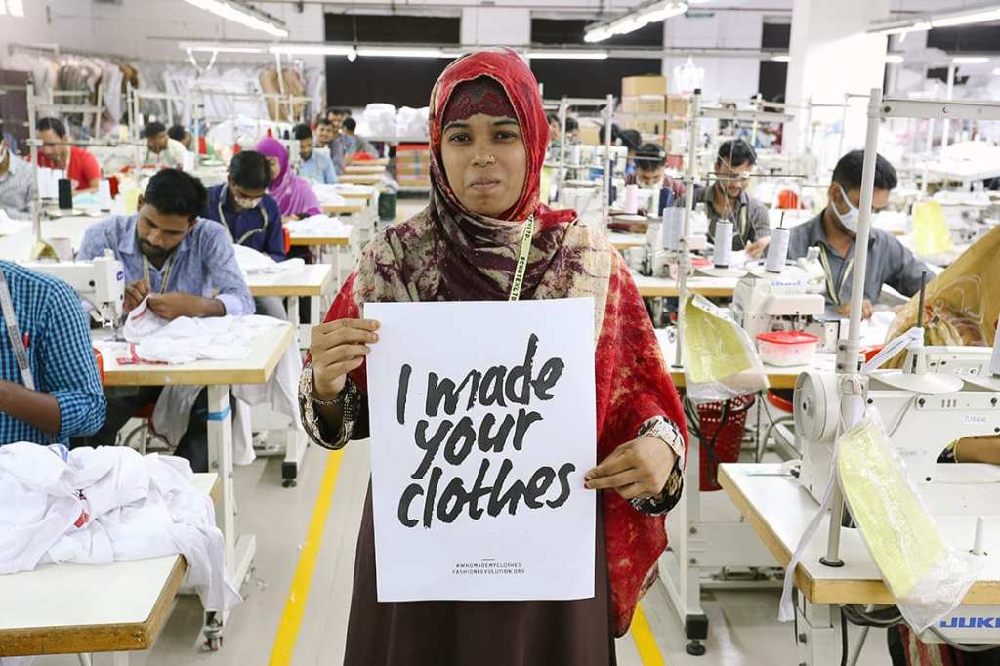 I made
your
clothes
#WHOMADEMYCLOTHES
FASHIONREVOLUTION.ORG
JUKI